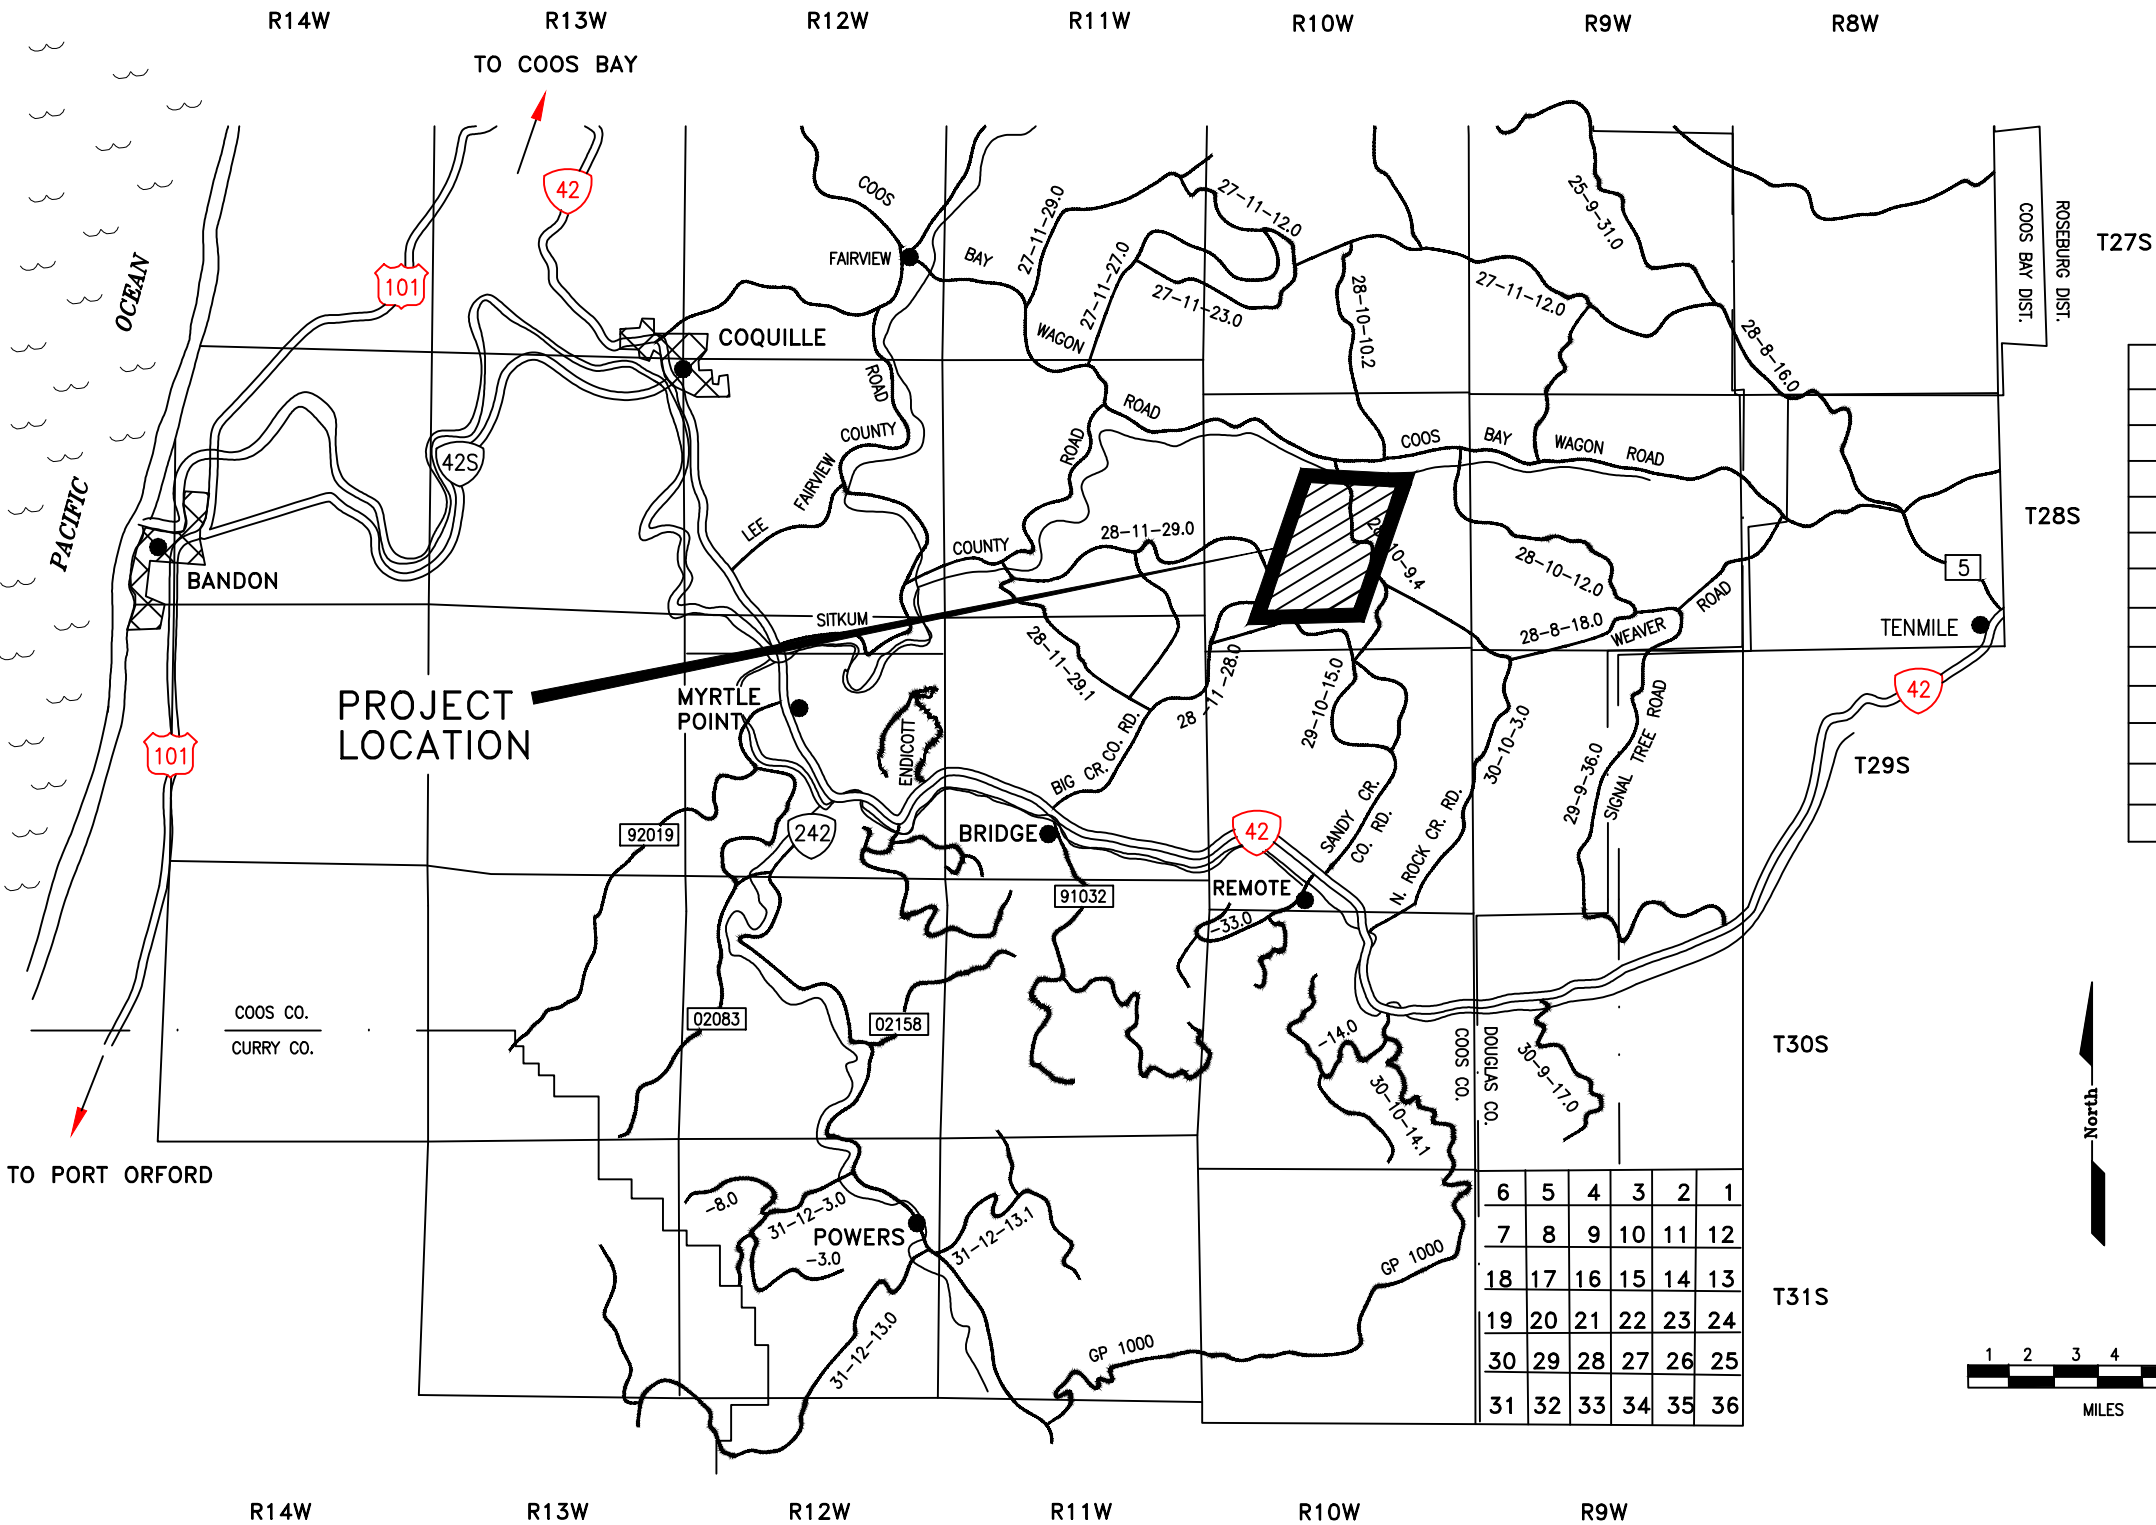 R14W
R13W
R12W
R11W
R10W
R9W
R8W
TO COOS BAY
42
COOS
27-11-29.0
27-11-12.0
25-9-31.0
COOS BAY DIST.
ROSEBURG DIST.
T27S
PACIFIC OCEAN
101
FAIRVIEW
BAY
27-11-27.0
27-11-23.0
28-10-10.2
27-11-12.0
COQUILLE
WAGON
28-8-16.0
ROAD
ROAD
COUNTY
ROAD
COOS BAY WAGON ROAD
42S
LEE FAIRVIEW
COUNTY
28-11-29.0
28-10-9.4
28-10-12.0
T28S
5
BANDON
SITKUM
28-11-29.1
28-8-18.0
WEAVER
ROAD
TENMILE
PROJECT
LOCATION
MYRTLE
POINT
ENDICOTT
28-11-28.0
29-10-15.0
42
101
BIG CR. CO. RD.
30-10-3.0
29-9-36.0
SIGNAL TREE ROAD
T29S
92019
242
BRIDGE
42
SANDY CR.
CO. RD.
N. ROCK CR. RD.
91032
REMOTE
-33.0
COOS CO.
CURRY CO.
02083
02158
-14.0
COOS CO.
DOUGLAS CO.
30-9-17.0
T30S
30-10-14.1
North
TO PORT ORFORD
-8.0
31-12-3.0
-3.0
POWERS
31-12-13.1
GP 1000
6 5 4 3 2 1
7 8 9 10 11 12
18 17 16 15 14 13
19 20 21 22 23 24
30 29 28 27 26 25
31 32 33 34 35 36
T31S
31-12-13.0
GP 1000
1 2 3 4
MILES
R14W
R13W
R12W
R11W
R10W
R9W